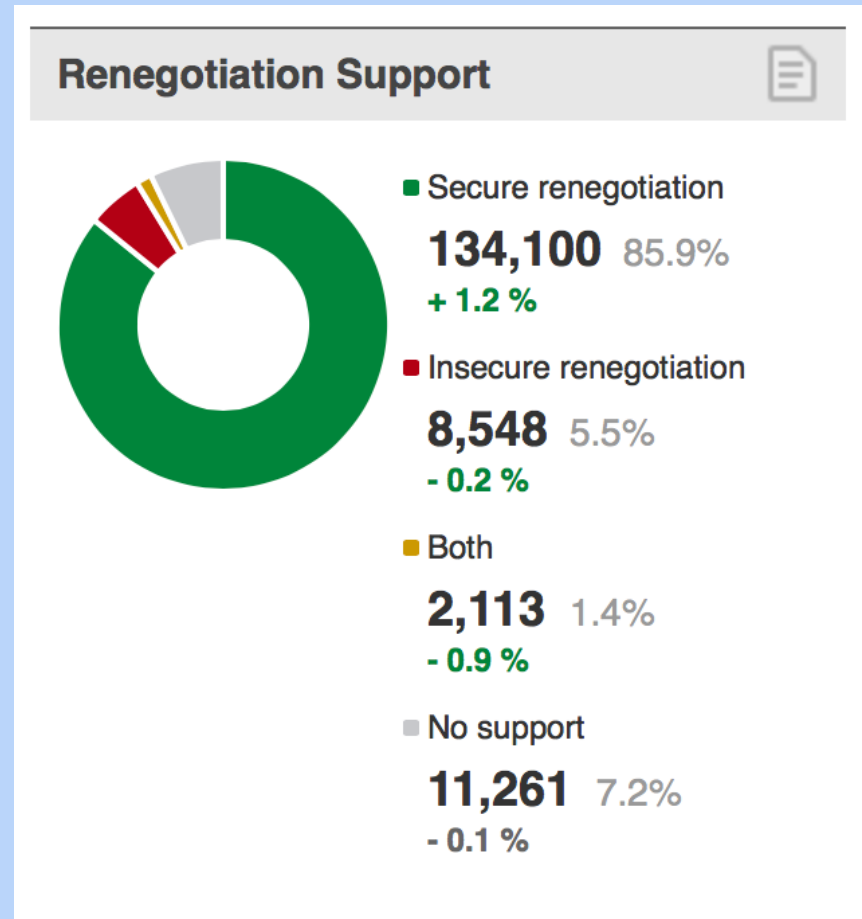 Renegotiation Support
Secure renegotiation
134,100 85.9%
+ 1.2 %
Insecure renegotiation
8,548 5.5%
- 0.2 %
Both
2,113 1.4%
- 0.9 %
No support
11,261 7.2%
- 0.1 %